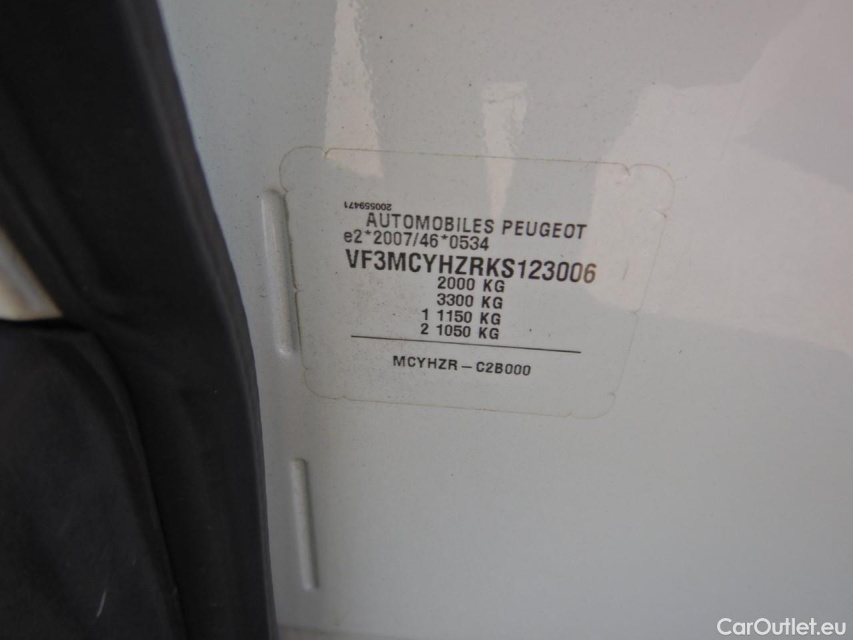 200559471
AUTOMOBILES PEUGEOT
e2*2007/46*0534
VF3MCYHZRKS123006
2000 KG
3300 KG
1 1150 KG
2 1050 KG
MCYHZR – C2B000
CarOutlet.eu